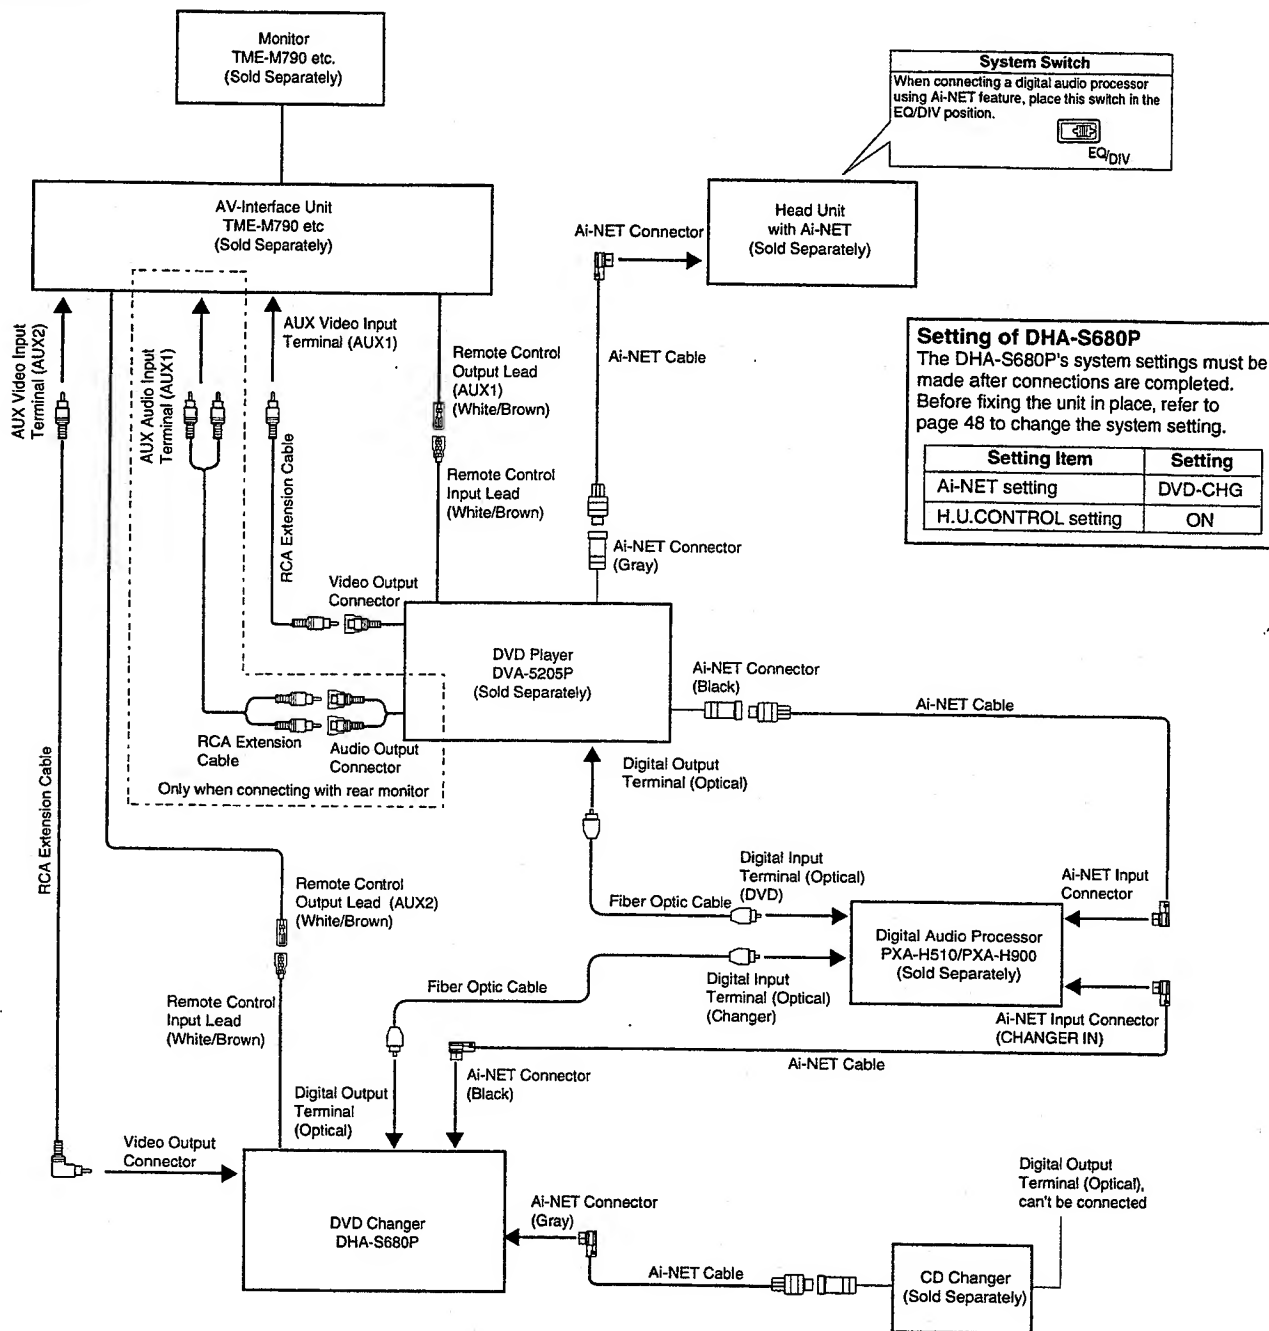 Monitor
TME-M790 etc.
(Sold Separately)
System Switch
When connecting a digital audio processor
using Ai-NET feature, place this switch in the
EQ/DIV position.
EQ/DIV
AV-Interface Unit
TME-M790 etc
(Sold Separately)
Head Unit
with Ai-NET
(Sold Separately)
Ai-NET Connector
AUX Video Input
Terminal (AUX2)
AUX Audio Input
Terminal (AUX1)
AUX Video Input
Terminal (AUX1)
Remote Control
Output Lead
(AUX1)
(White/Brown)
Ai-NET Cable
Setting of DHA-S680P
The DHA-S680P's system settings must be
made after connections are completed.
Before fixing the unit in place, refer to
page 48 to change the system setting.
Setting Item Setting
Ai-NET setting DVD-CHG
H.U.CONTROL setting ON
RCA Extension Cable
Remote Control
Input Lead
(White/Brown)
Ai-NET Connector
(Gray)
Video Output
Connector
DVD Player
DVA-5205P
(Sold Separately)
Ai-NET Connector
(Black)
Ai-NET Cable
RCA Extension
Cable
Audio Output
Connector
Only when connecting with rear monitor
Digital Output
Terminal (Optical)
RCA Extension Cable
Remote Control
Output Lead (AUX2)
(White/Brown)
Digital Input
Terminal (Optical)
(DVD)
Fiber Optic Cable
Ai-NET Input
Connector
Digital Audio Processor
PXA-H510/PXA-H900
(Sold Separately)
Fiber Optic Cable
Digital Input
Terminal (Optical)
(Changer)
Remote Control
Input Lead
(White/Brown)
Ai-NET Input Connector
(CHANGER IN)
Ai-NET Cable
Ai-NET Connector
(Black)
Digital Output
Terminal
(Optical)
Video Output
Connector
DVD Changer
DHA-S680P
Ai-NET Connector
(Gray)
Digital Output
Terminal (Optical),
can't be connected
Ai-NET Cable
CD Changer
(Sold Separately)